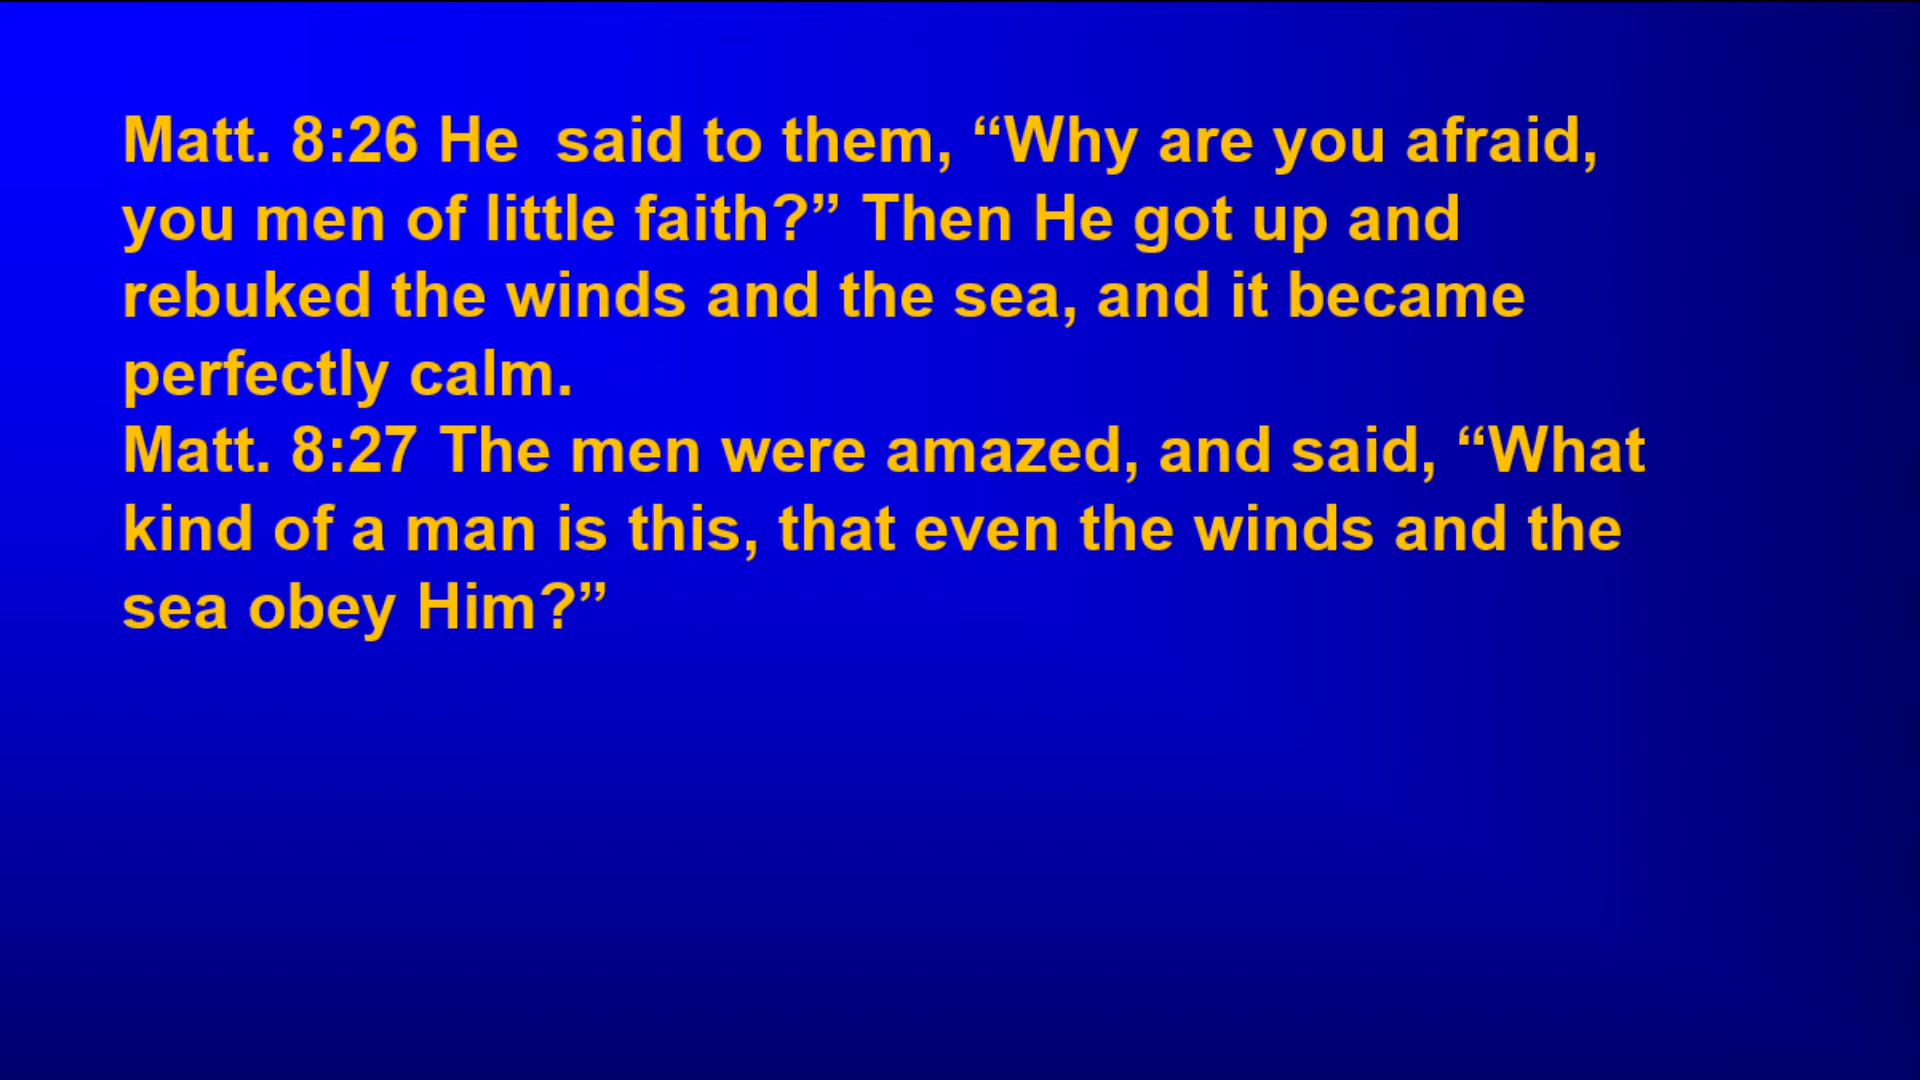 Matt. 8:26 He  said to them, “Why are you afraid,
you men of little faith?” Then He got up and
rebuked the winds and the sea, and it became
perfectly calm.
Matt. 8:27 The men were amazed, and said, “What
kind of a man is this, that even the winds and the
sea obey Him?”